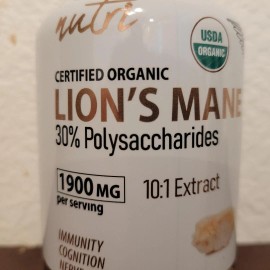 nutri
USDA
ORGANIC
CERTIFIED ORGANIC
LION'S MANE
30% Polysaccharides
1900 MG
per serving
10:1 Extract
IMMUNITY
COGNITION